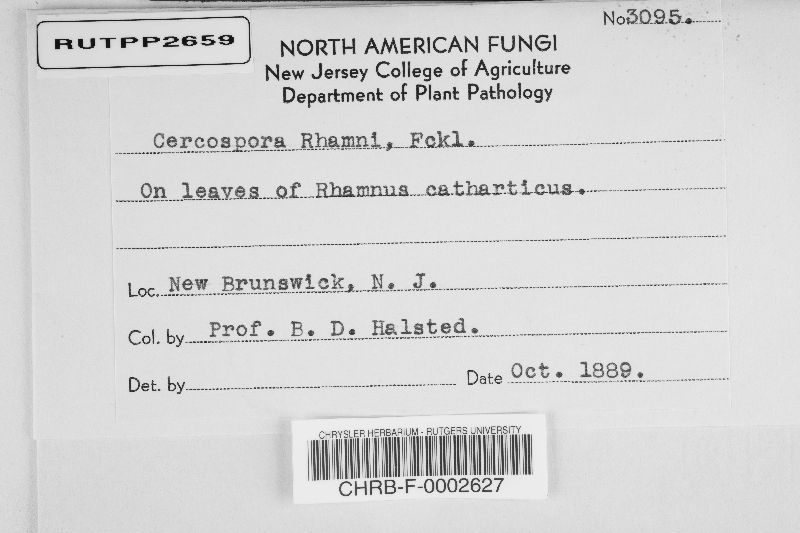 No. 3095.
RUTPP2659
NORTH AMERICAN FUNGI
New Jersey College of Agriculture
Department of Plant Pathology
Cercospora Rhamni, Fckl.
On leaves of Rhamnus catharticus.
Loc. New Brunswick, N. J.
Col. by Prof. B. D. Halsted.
Det. by Date Oct. 1889.
CHRYSLER HERBARIUM - RUTGERS UNIVERSITY
CHRB-F-0002627